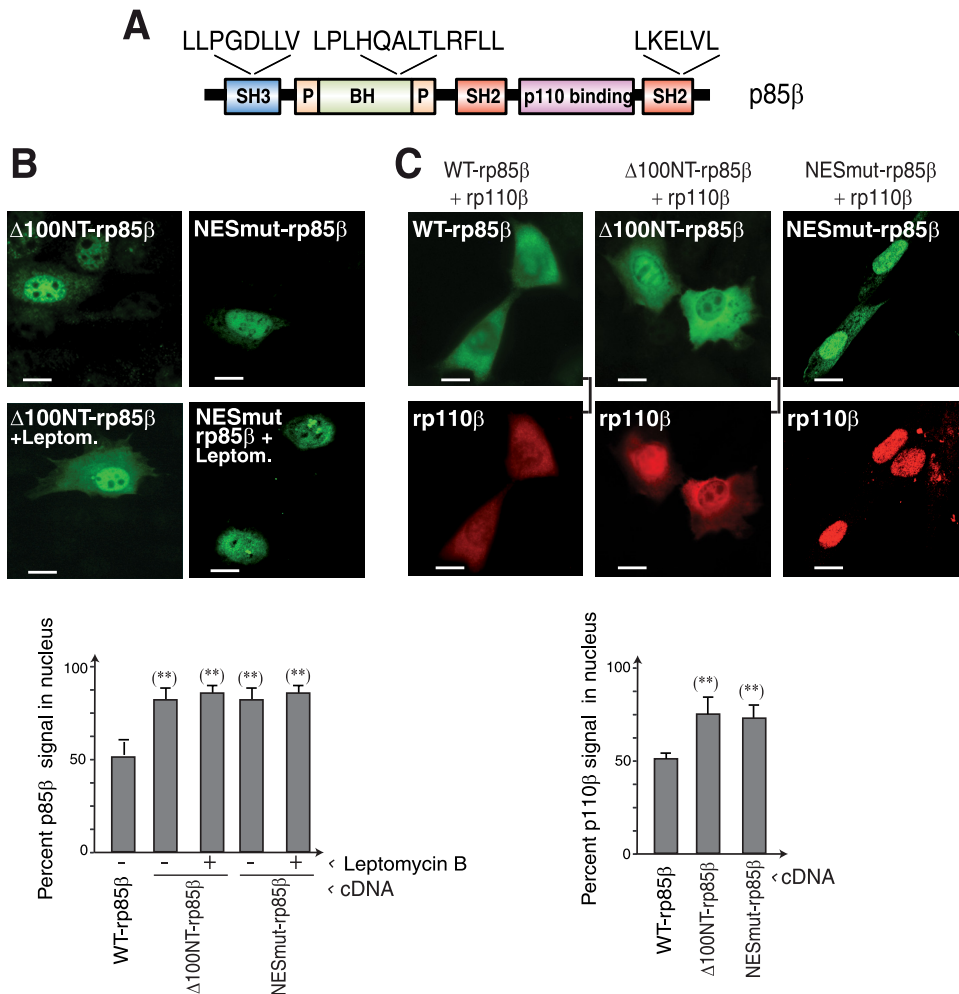 A
LLPGDLLV LPLHQALTLRFLL LKELVL
SH3 P BH P SH2 p110 binding SH2 p85β
B
Δ100NT-rp85β
NESmut-rp85β
Δ100NT-rp85β
+Leptom.
NESmut
rp85β +
Leptom.
C
WT-rp85β
+ rp110β
Δ100NT-rp85β
+ rp110β
NESmut-rp85β
+ rp110β
WT-rp85β
Δ100NT-rp85β
NESmut-rp85β
rp110β
rp110β
rp110β
Percent p85β signal in nucleus
100
50
0
(**) (**) (**) (**)
- - + - + ‹ Leptomycin B
‹ cDNA
WT-rp85β
Δ100NT-rp85β
NESmut-rp85β
Percent p110β signal in nucleus
100
50
0
(**) (**)
‹ cDNA
WT-rp85β
Δ100NT-rp85β
NESmut-rp85β